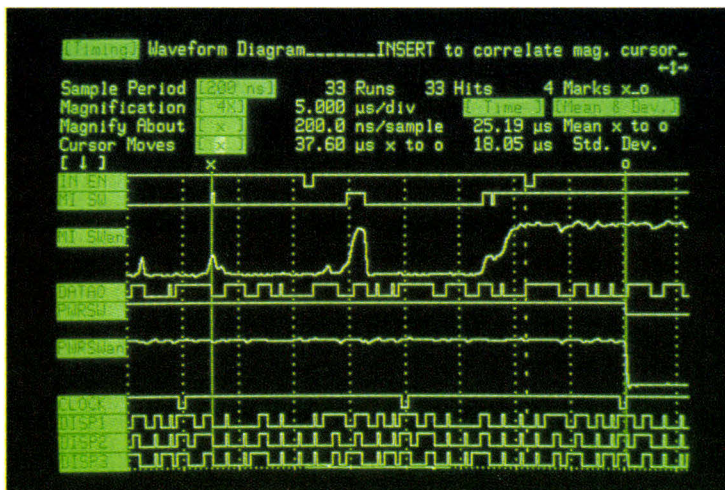 [Timing] Waveform Diagram_______INSERT to correlate mag. cursor_
Sample Period [200 ns] 33 Runs 33 Hits 4 Marks x_o
Magnification [ 4X] 5.000 µs/div [ Time ] [Mean & Dev.]
Magnify About [ x ] 200.0 ns/sample 25.19 µs Mean x to o
Cursor Moves [ x ] 37.60 µs x to o 18.05 µs Std. Dev.
[ ↓ ] x o
IN EN
MI SW
MI SWan
DATAO
PWRSW
PWRSWan
CLOCK
DISP1
DISP2
DISP3